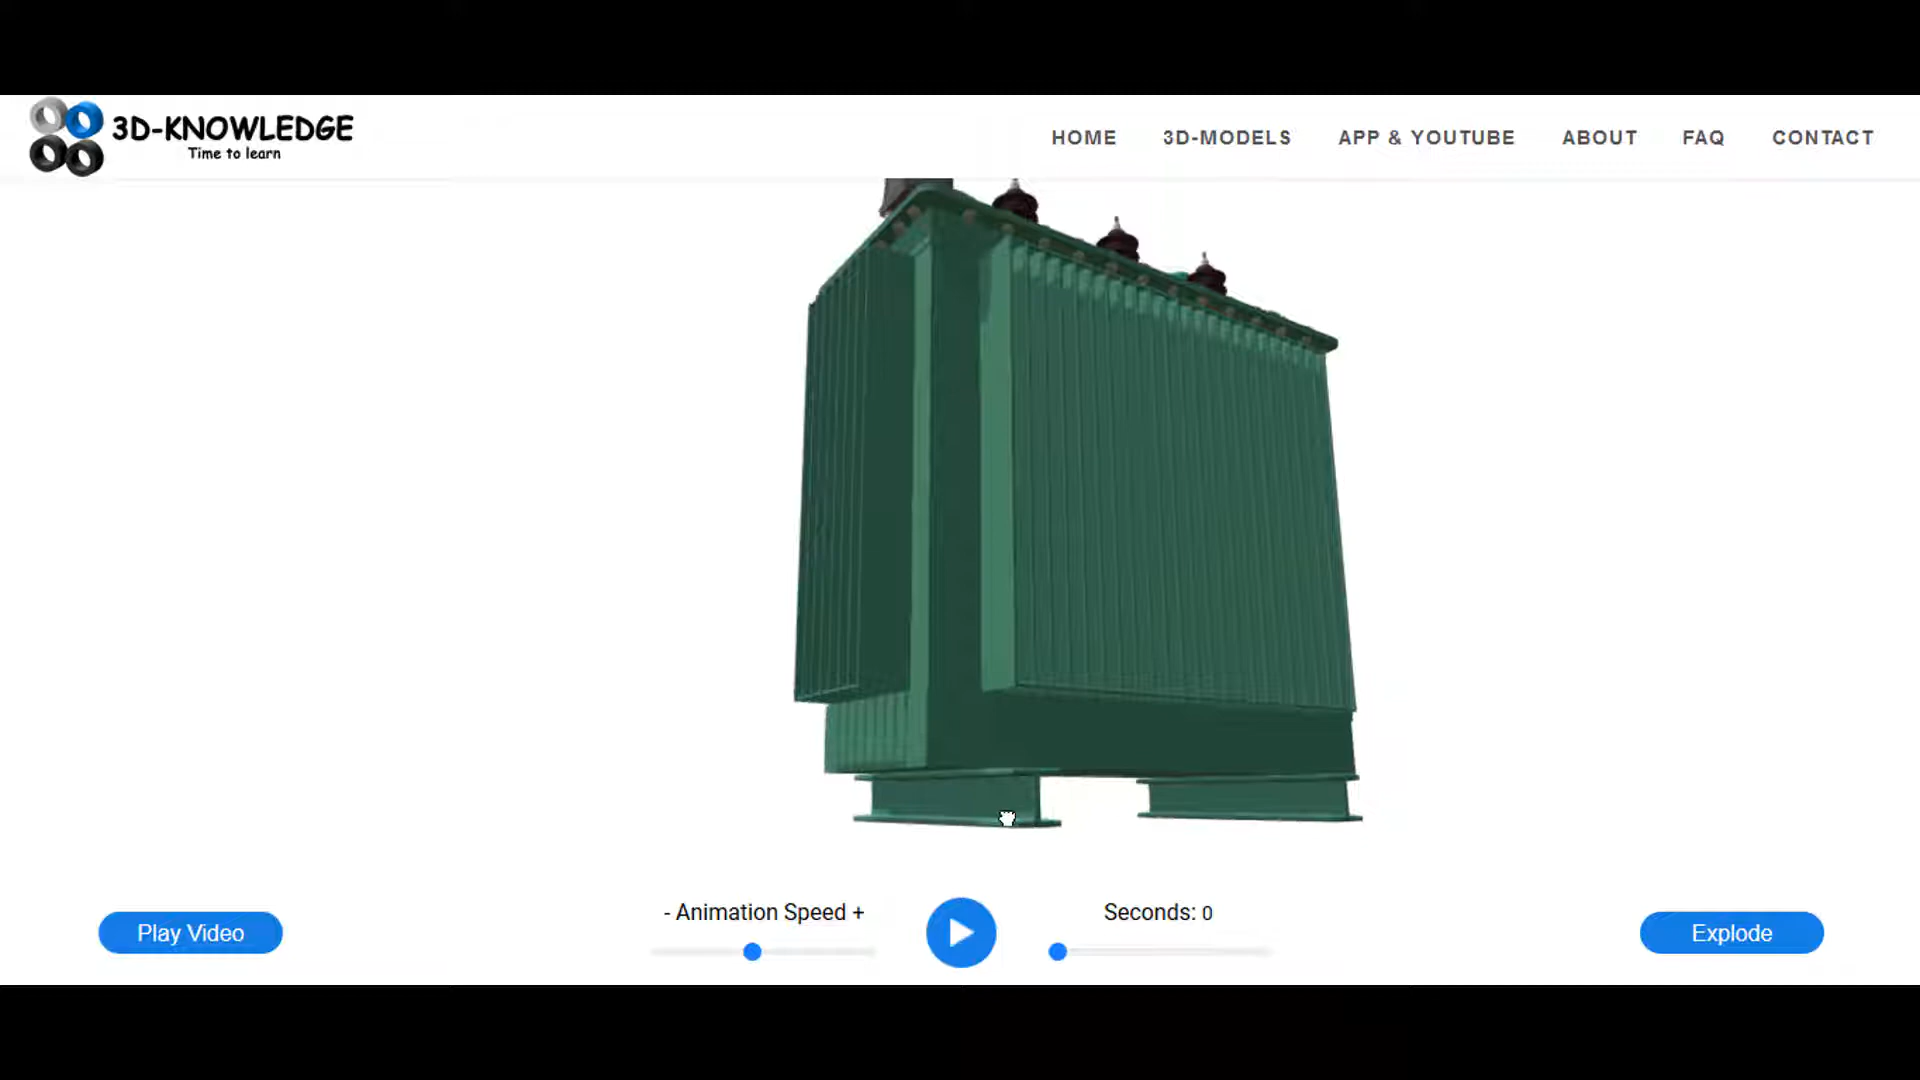 3D-KNOWLEDGE
Time to learn
HOME 3D-MODELS APP & YOUTUBE ABOUT FAQ CONTACT
- Animation Speed +
Seconds: 0
Play Video
Explode